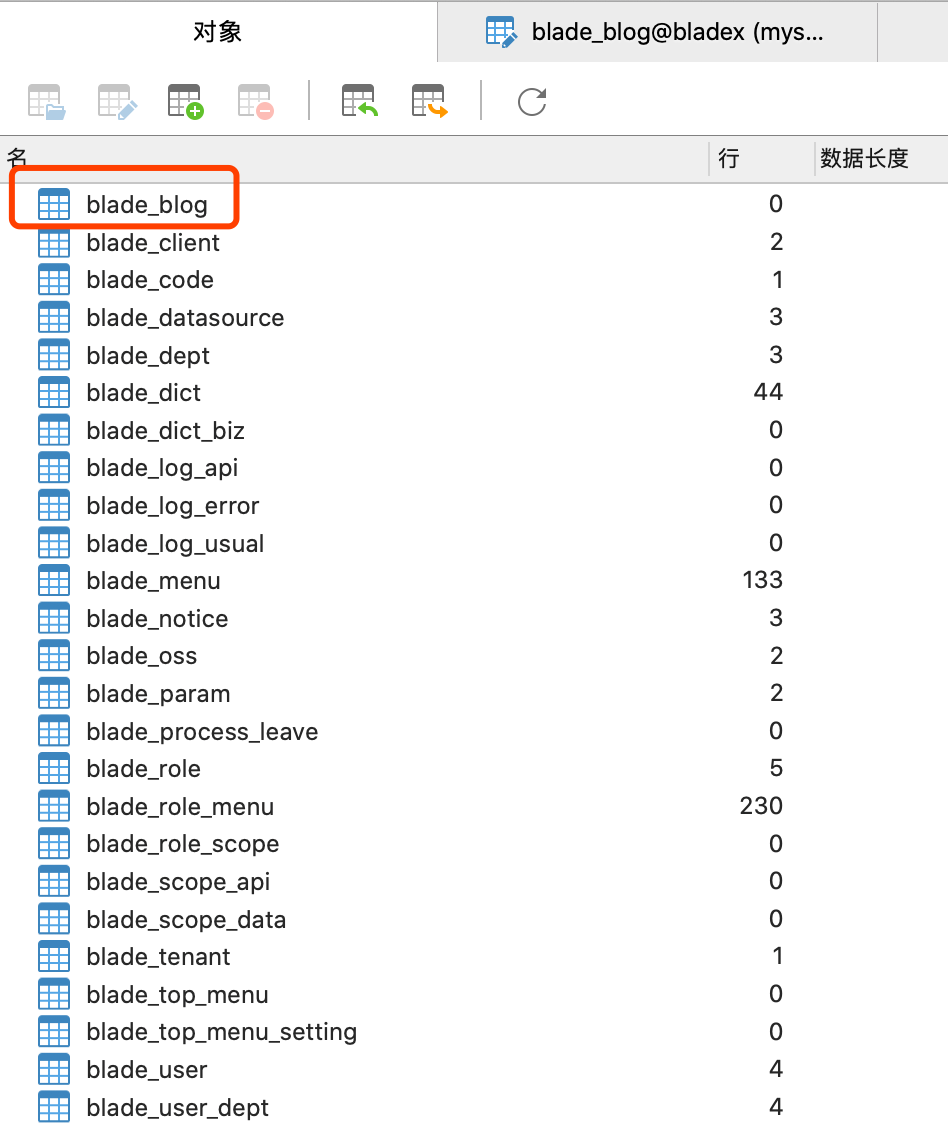 对象 blade_blog@bladex (mys...
名 行 数据长度
blade_blog 0
blade_client 2
blade_code 1
blade_datasource 3
blade_dept 3
blade_dict 44
blade_dict_biz 0
blade_log_api 0
blade_log_error 0
blade_log_usual 0
blade_menu 133
blade_notice 3
blade_oss 2
blade_param 2
blade_process_leave 0
blade_role 5
blade_role_menu 230
blade_role_scope 0
blade_scope_api 0
blade_scope_data 0
blade_tenant 1
blade_top_menu 0
blade_top_menu_setting 0
blade_user 4
blade_user_dept 4